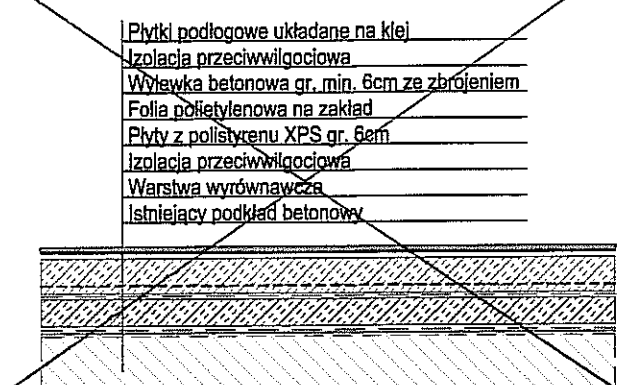 Płytki podłogowe układane na klej
Izolacja przeciwwilgociowa
Wylewka betonowa gr. min. 6cm ze zbrojeniem
Folia polietylenowa na zakład
Płyty z polistyrenu XPS gr. 6cm
Izolacja przeciwwilgociowa
Warstwa wyrównawcza
Istniejący podkład betonowy